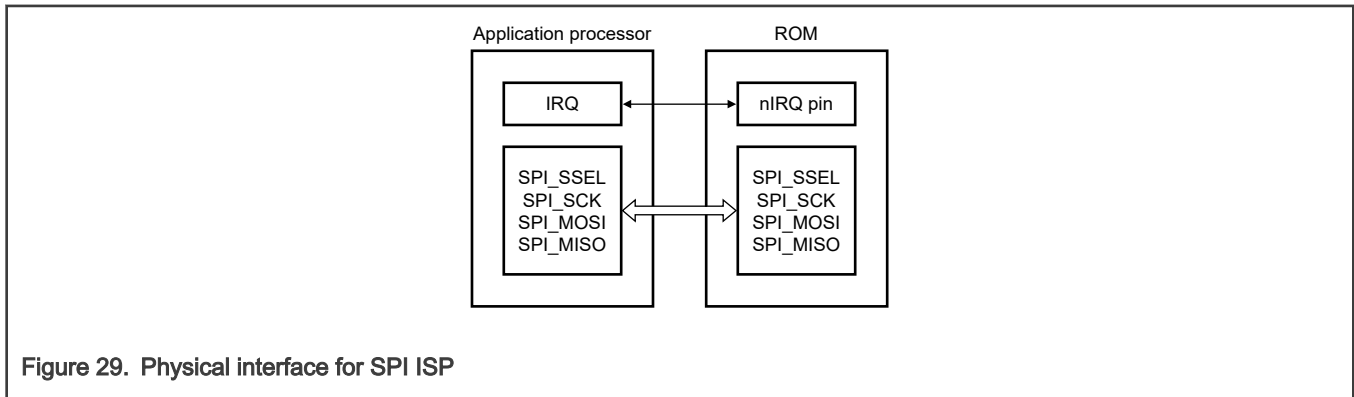 Application processor
ROM
IRQ
nIRQ pin
SPI_SSEL
SPI_SCK
SPI_MOSI
SPI_MISO
SPI_SSEL
SPI_SCK
SPI_MOSI
SPI_MISO
Figure 29. Physical interface for SPI ISP